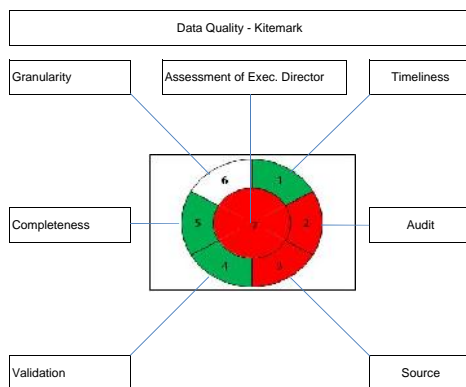 Data Quality - Kitemark
Granularity
Assessment of Exec. Director
Timeliness
6
1
Completeness
5
7
2
Audit
4
3
Validation
Source